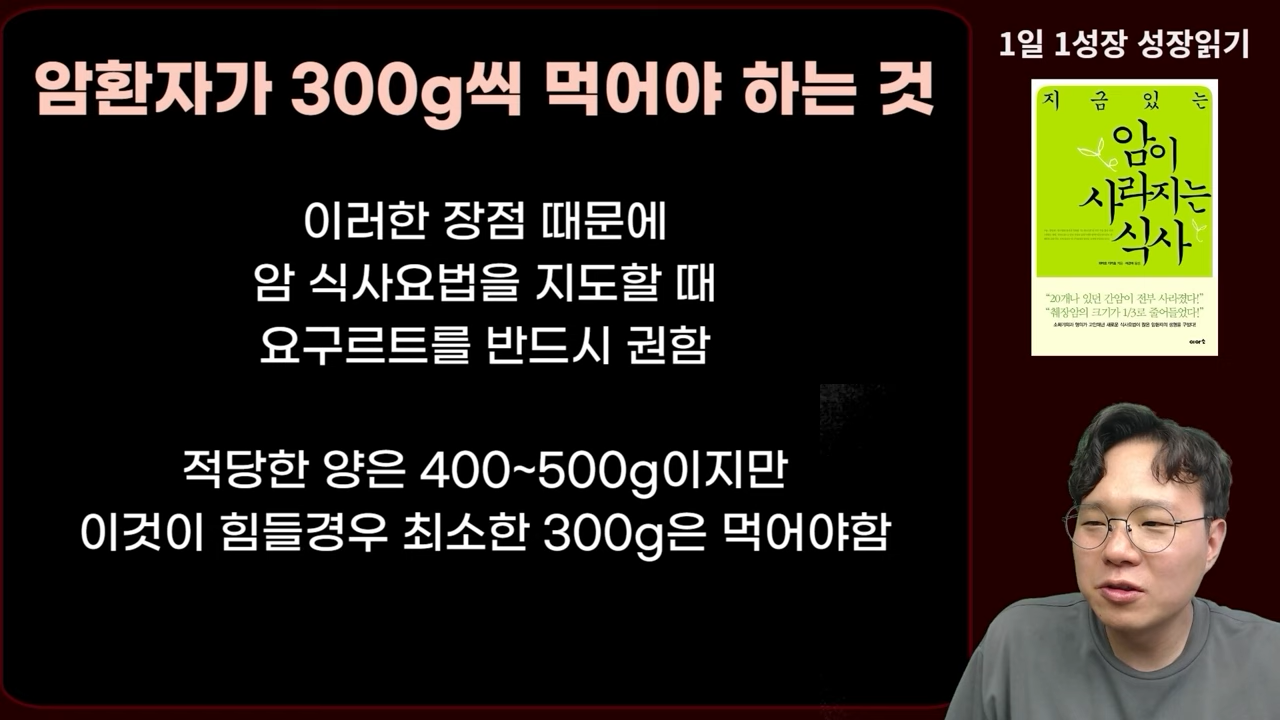 암환자가 300g씩 먹어야 하는 것
이러한 장점 때문에
암 식사요법을 지도할 때
요구르트를 반드시 권함
적당한 양은 400~500g이지만
이것이 힘들경우 최소한 300g은 먹어야함
1일 1성장 성장읽기
지금있는
암이
사라지는
식사
“20개나 있던 간암이 전부 사라졌다!”
“췌장암의 크기가 1/3로 줄어들었다!”